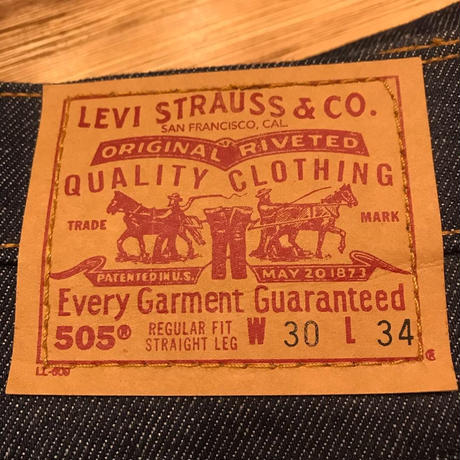 LEVI STRAUSS & CO.
SAN FRANCISCO, CAL.
ORIGINAL RIVETED
QUALITY CLOTHING
TRADE MARK
PATENTED IN U.S. MAY 20 1873
Every Garment Guaranteed
505® REGULAR FIT STRAIGHT LEG W 30 L 34
®